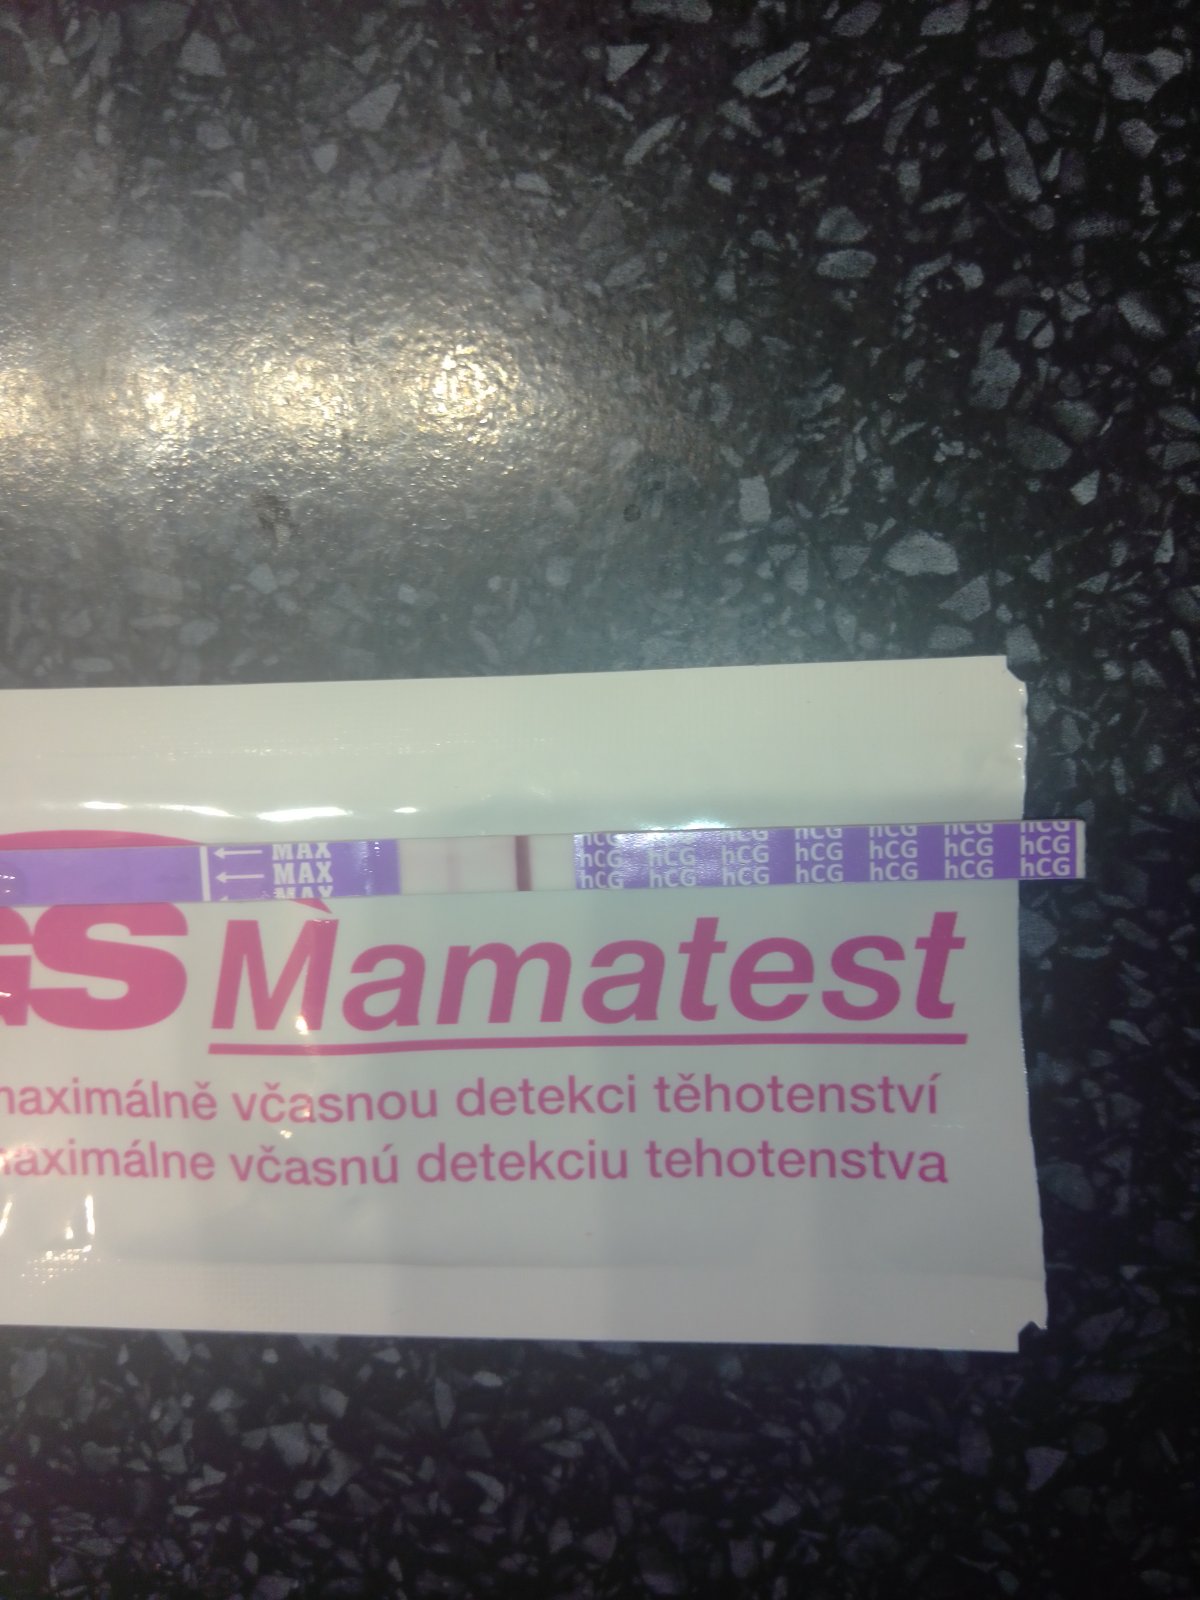 hCG hCG hCG hCG hCG hCG hCG
MAX hCG hCG hCG hCG hCG hCG hCG
MAX hCG hCG hCG hCG hCG hCG hCG
MAX
GS Mamatest
maximálně včasnou detekci těhotenství
maximálne včasnú detekciu tehotenstva